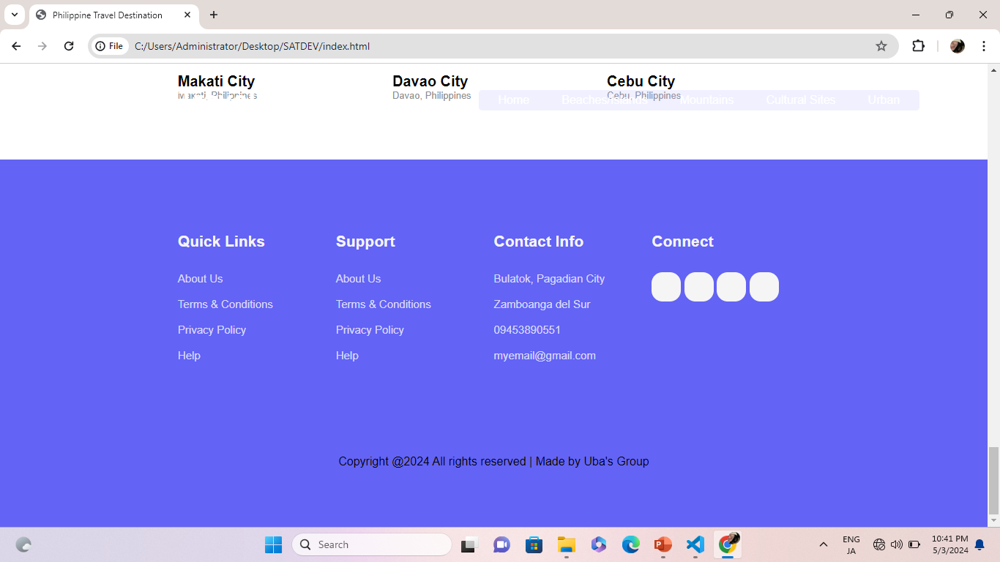 Philippine Travel Destination
File
C:/Users/Administrator/Desktop/SATDEV/index.html
Makati City
Davao City
Cebu City
Makati, Philippines
Davao, Philippines
Cebu, Philippines
Home
Beaches/Islands
Mountains
Cultural Sites
Urban
Quick Links
About Us
Terms & Conditions
Privacy Policy
Help
Support
About Us
Terms & Conditions
Privacy Policy
Help
Contact Info
Bulatok, Pagadian City
Zamboanga del Sur
09453890551
myemail@gmail.com
Connect
Copyright @2024 All rights reserved | Made by Uba's Group
Search
ENG
JA
10:41 PM
5/3/2024